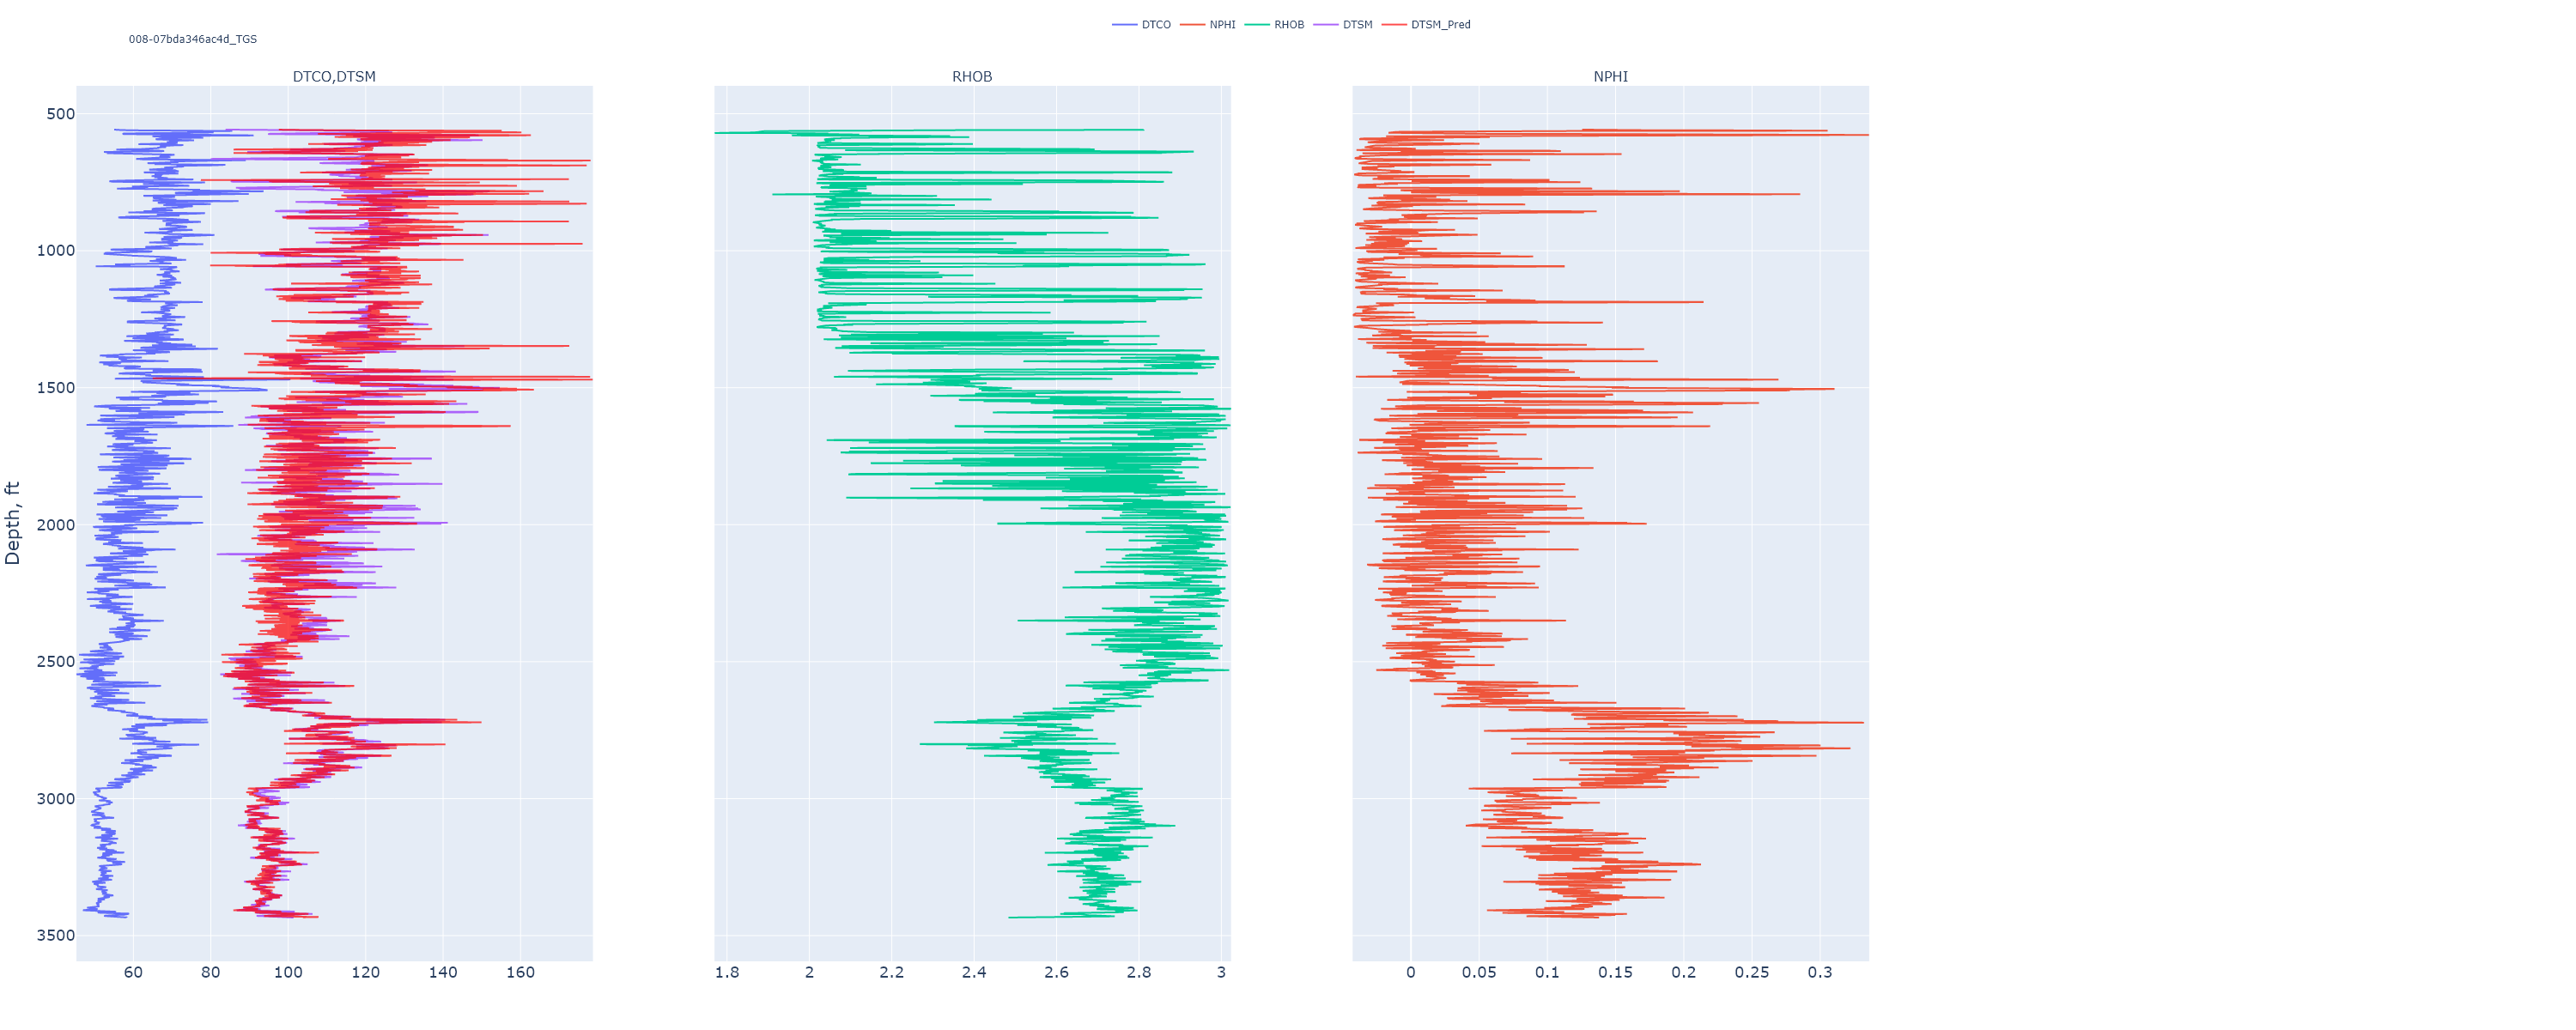 DTCO NPHI RHOB DTSM DTSM_Pred
008-07bda346ac4d_TGS
DTCO,DTSM RHOB NPHI
Depth, ft
500
1000
1500
2000
2500
3000
3500
60 80 100 120 140 160
1.8 2 2.2 2.4 2.6 2.8 3
0 0.05 0.1 0.15 0.2 0.25 0.3